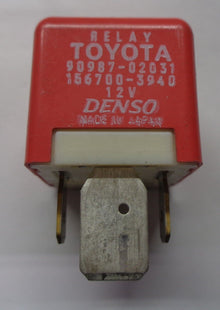 RELAY
TOYOTA
90987-02031
156700-3940
12V
DENSO
MADE IN JAPAN